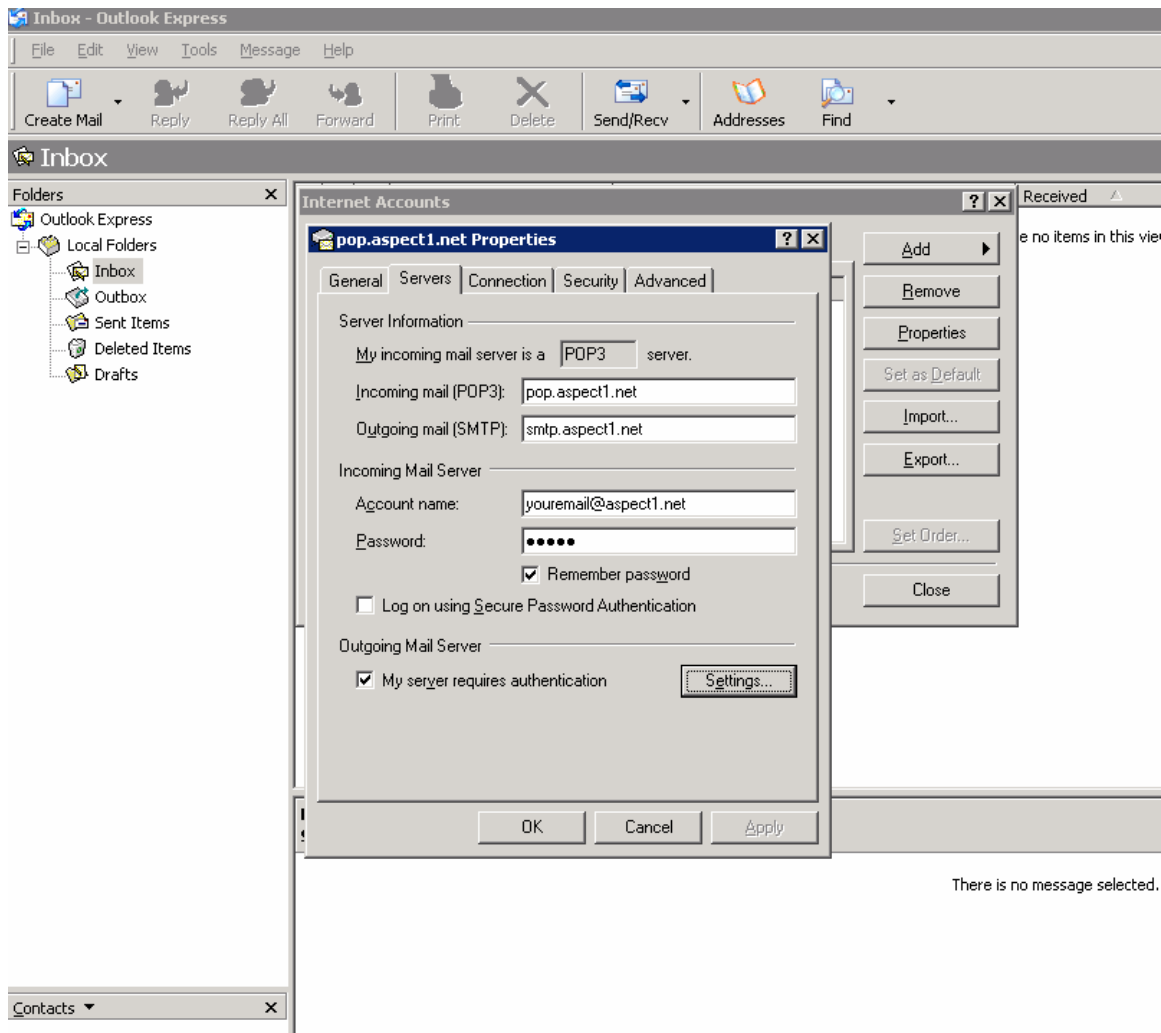 Inbox - Outlook Express
File Edit View Tools Message Help
Create Mail Reply Reply All Forward Print Delete Send/Recv Addresses Find
Inbox
Folders
Outlook Express
Local Folders
Inbox
Outbox
Sent Items
Deleted Items
Drafts
Contacts
Internet Accounts
Received
e no items in this
pop.aspect1.net Properties
General Servers Connection Security Advanced
Server Information
My incoming mail server is a POP3 server.
Incoming mail (POP3): pop.aspect1.net
Outgoing mail (SMTP): smtp.aspect1.net
Incoming Mail Server
Account name: youremail@aspect1.net
Password: •••••
Remember password
Log on using Secure Password Authentication
Outgoing Mail Server
My server requires authentication Settings...
OK Cancel Apply
Add
Remove
Properties
Set as Default
Import...
Export...
Set Order...
Close
There is no message selected.